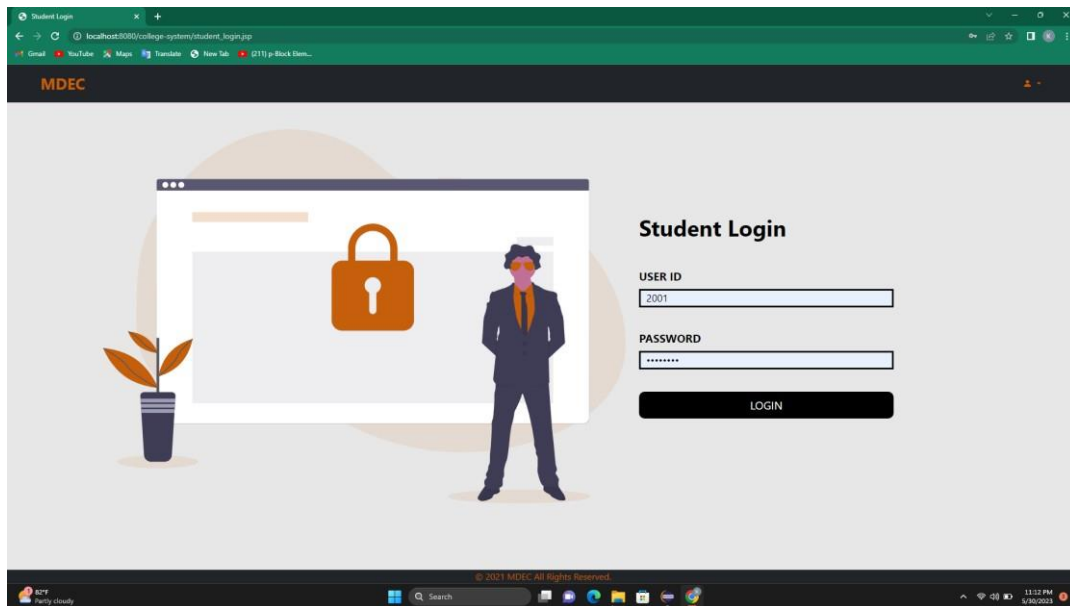 Student Login
localhost:8080/college-system/student_login.jsp
Gmail YouTube Maps Translate New Tab (211) p-Block Elem...
MDEC
Student Login
USER ID
2001
PASSWORD
LOGIN
© 2021 MDEC All Rights Reserved.
82°F
Partly cloudy
Search
11:12 PM
5/30/2023